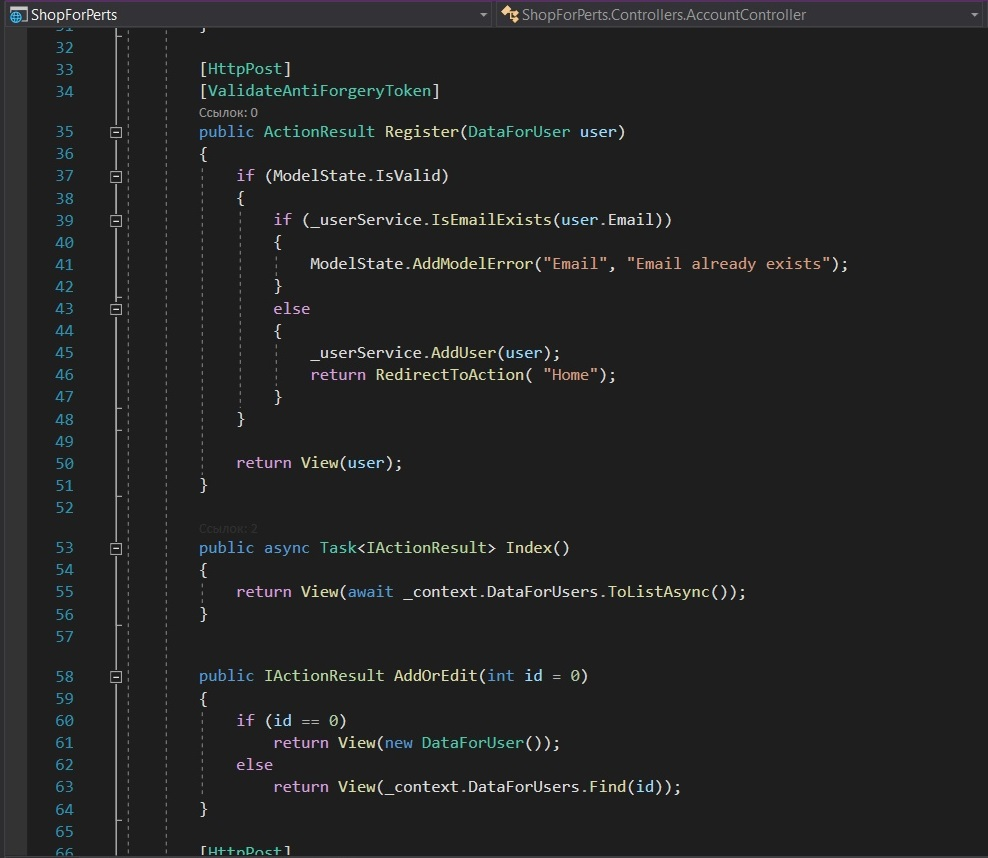 ShopForPerts ShopForPerts.Controllers.AccountController
31 }
32
33 [HttpPost]
34 [ValidateAntiForgeryToken]
Ссылок: 0
35 public ActionResult Register(DataForUser user)
36 {
37 if (ModelState.IsValid)
38 {
39 if (_userService.IsEmailExists(user.Email))
40 {
41 ModelState.AddModelError("Email", "Email already exists");
42 }
43 else
44 {
45 _userService.AddUser(user);
46 return RedirectToAction( "Home");
47 }
48 }
49
50 return View(user);
51 }
52
Ссылок: 2
53 public async Task<IActionResult> Index()
54 {
55 return View(await _context.DataForUsers.ToListAsync());
56 }
57
58 public IActionResult AddOrEdit(int id = 0)
59 {
60 if (id == 0)
61 return View(new DataForUser());
62 else
63 return View(_context.DataForUsers.Find(id));
64 }
65
66 [HttpPost]